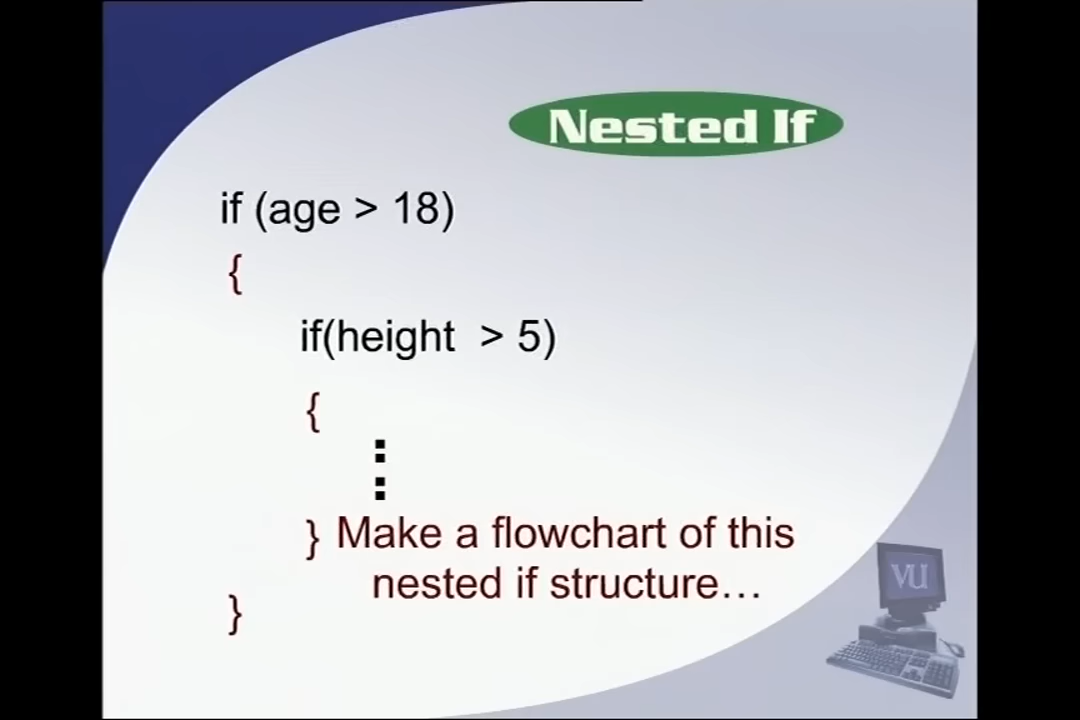 Nested If
if (age > 18)
{
if(height > 5)
{
:
:
} Make a flowchart of this
nested if structure…
}
VU